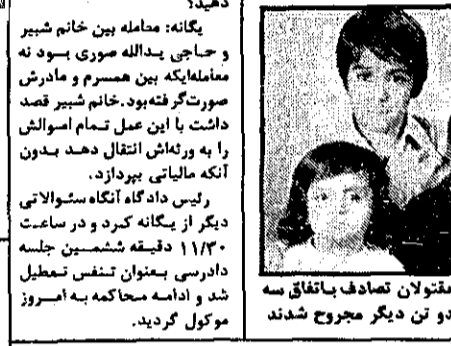 دهید؟
یگانه: معامله بین خانم شبیر
و حاجی یدالله صوری بود نه
معامله‌ایکه بین همسرم و مادرش
صورت‌گرفته‌بود.خانم شبیر قصد
داشت با این عمل تمام اموالش
را به ورثه‌اش انتقال دهد بدون
آنکه مالیاتی بپردازد.
رئیس دادگاه آنگاه سئوالاتی
دیگر از یگانه کرد و در ساعت
۱۱/۳۰ دقیقه ششمین جلسه
دادرسی بعنوان تنفس تعطیل
شد و ادامه محاکمه به امروز
موکول گردید.
مقتولان تصادف باتفاق سه
دو تن دیگر مجروح شدند